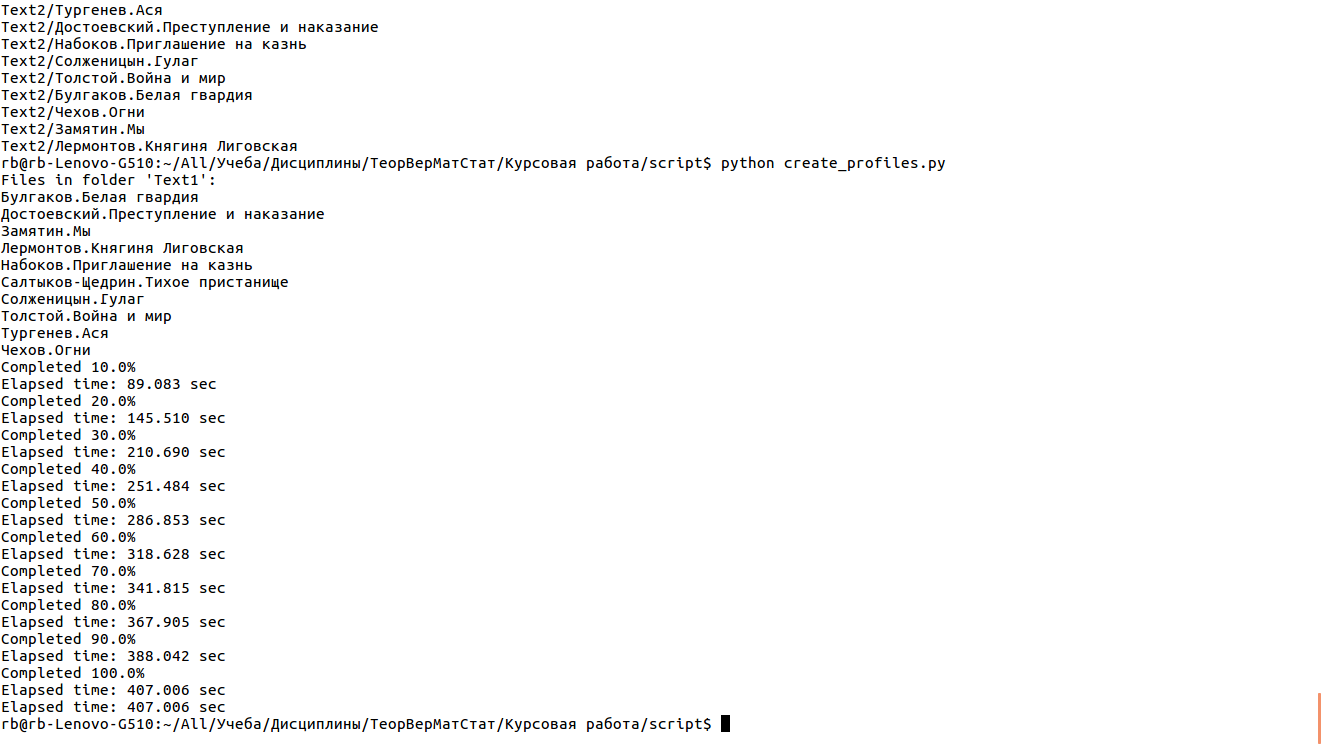 Text2/Тургенев.Ася
Text2/Достоевский.Преступление и наказание
Text2/Набоков.Приглашение на казнь
Text2/Солженицын.Гулаг
Text2/Толстой.Война и мир
Text2/Булгаков.Белая гвардия
Text2/Чехов.Огни
Text2/Замятин.Мы
Text2/Лермонтов.Княгиня Лиговская
rb@rb-Lenovo-G510:~/All/Учеба/Дисциплины/ТеорВерМатСтат/Курсовая работа/script$ python create_profiles.py
Files in folder 'Text1':
Булгаков.Белая гвардия
Достоевский.Преступление и наказание
Замятин.Мы
Лермонтов.Княгиня Лиговская
Набоков.Приглашение на казнь
Салтыков-Щедрин.Тихое пристанище
Солженицын.Гулаг
Толстой.Война и мир
Тургенев.Ася
Чехов.Огни
Completed 10.0%
Elapsed time: 89.083 sec
Completed 20.0%
Elapsed time: 145.510 sec
Completed 30.0%
Elapsed time: 210.690 sec
Completed 40.0%
Elapsed time: 251.484 sec
Completed 50.0%
Elapsed time: 286.853 sec
Completed 60.0%
Elapsed time: 318.628 sec
Completed 70.0%
Elapsed time: 341.815 sec
Completed 80.0%
Elapsed time: 367.905 sec
Completed 90.0%
Elapsed time: 388.042 sec
Completed 100.0%
Elapsed time: 407.006 sec
Elapsed time: 407.006 sec
rb@rb-Lenovo-G510:~/All/Учеба/Дисциплины/ТеорВерМатСтат/Курсовая работа/script$